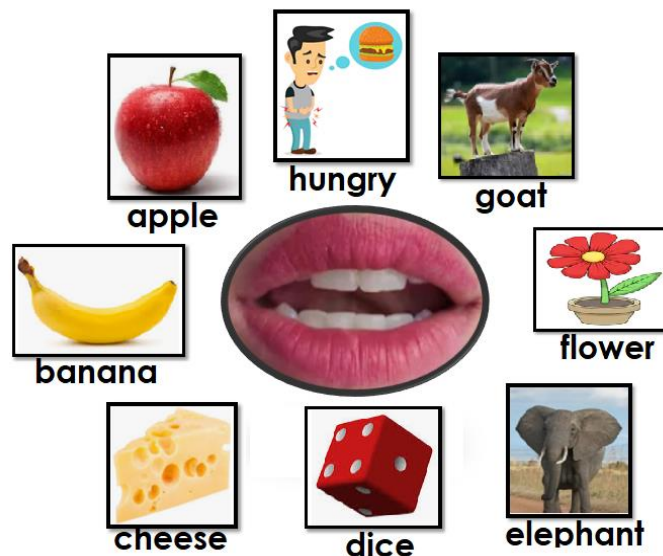 hungry
apple
goat
banana
flower
cheese
dice
elephant